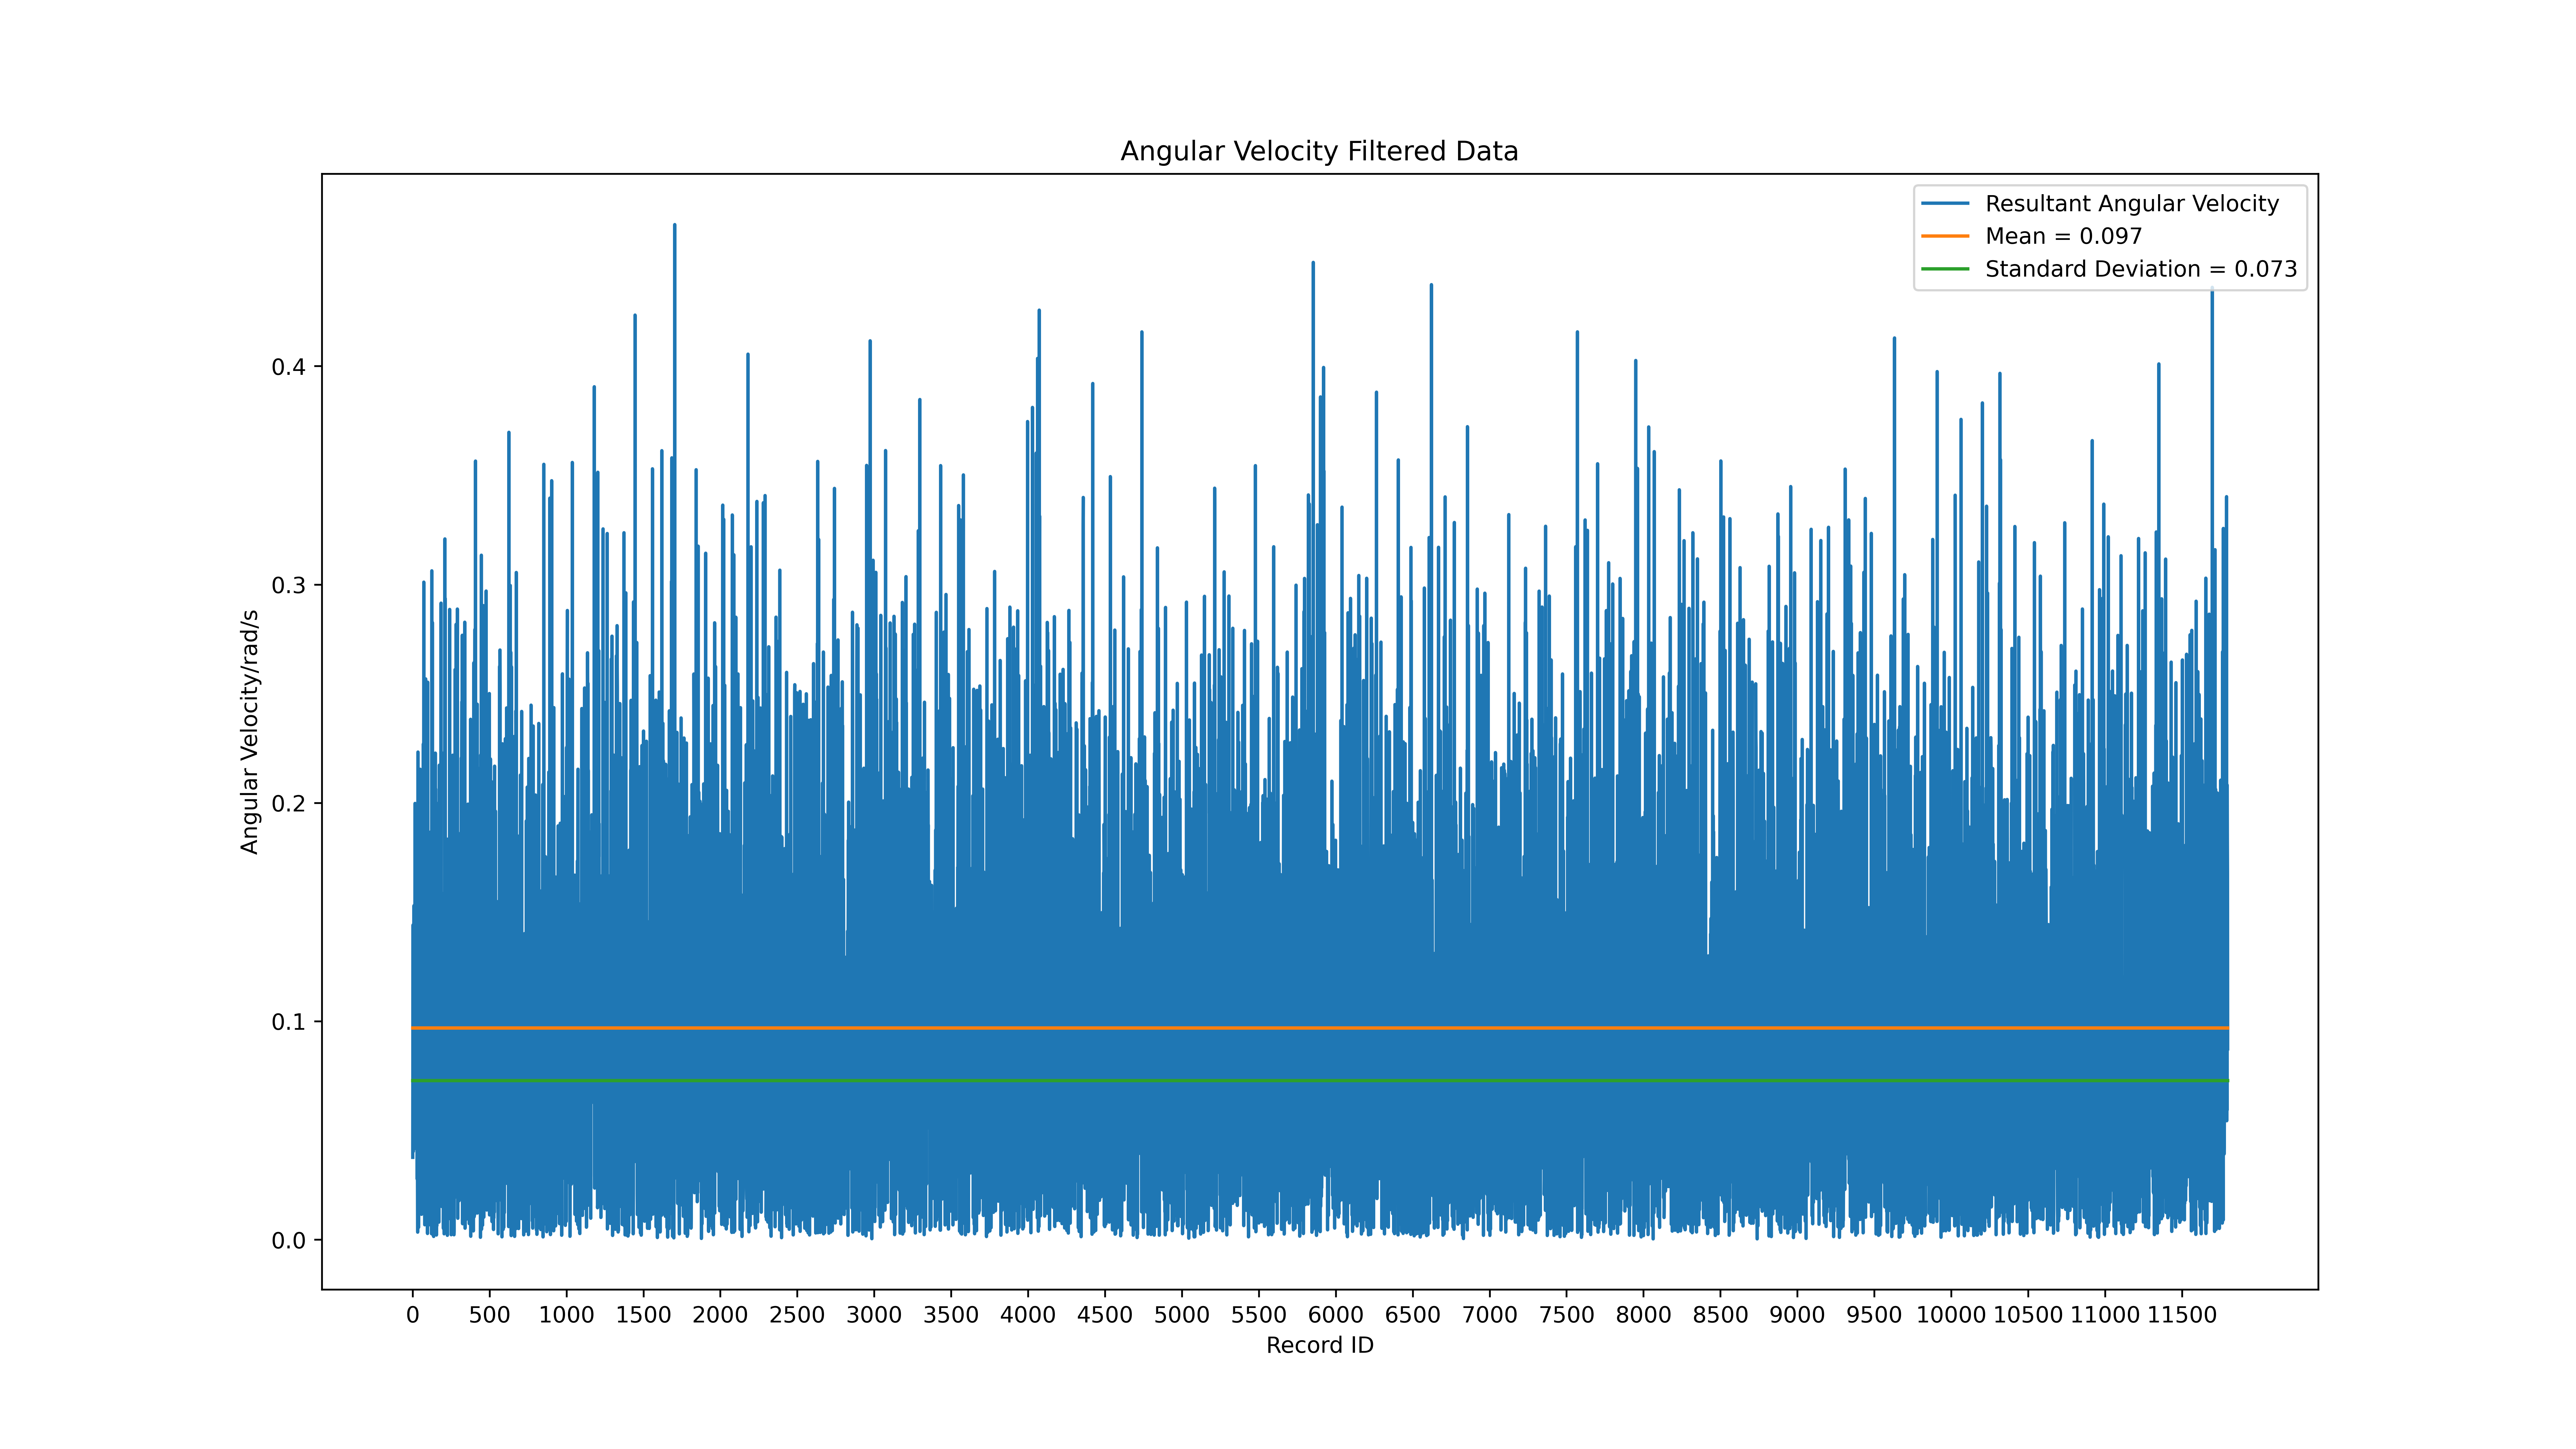 Angular Velocity Filtered Data
Resultant Angular Velocity
Mean = 0.097
Standard Deviation = 0.073
Angular Velocity/rad/s
0.4
0.3
0.2
0.1
0.0
0 500 1000 1500 2000 2500 3000 3500 4000 4500 5000 5500 6000 6500 7000 7500 8000 8500 9000 9500 10000 10500 11000 11500
Record ID